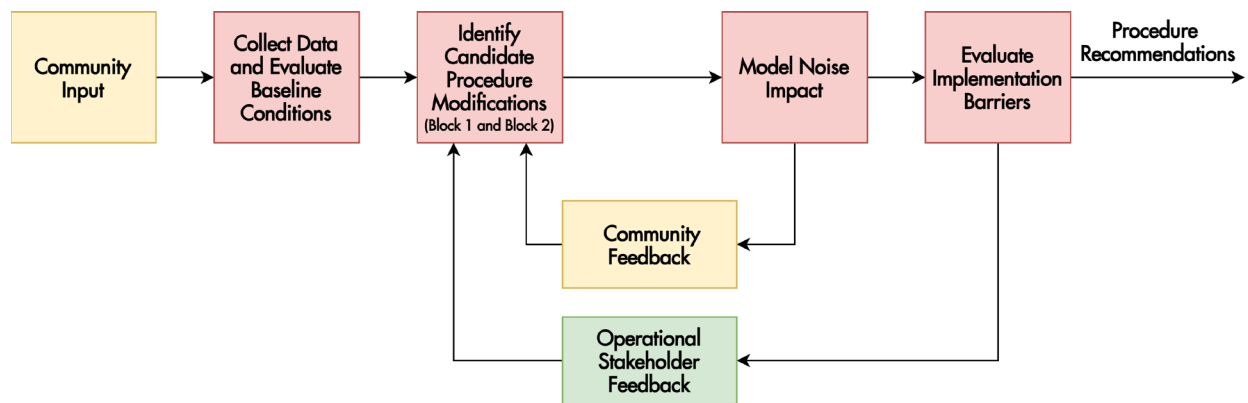 Community
Input
Collect Data
and Evaluate
Baseline
Conditions
Identify
Candidate
Procedure
Modifications
(Block 1 and Block 2)
Model Noise
Impact
Evaluate
Implementation
Barriers
Procedure
Recommendations
Community
Feedback
Operational
Stakeholder
Feedback